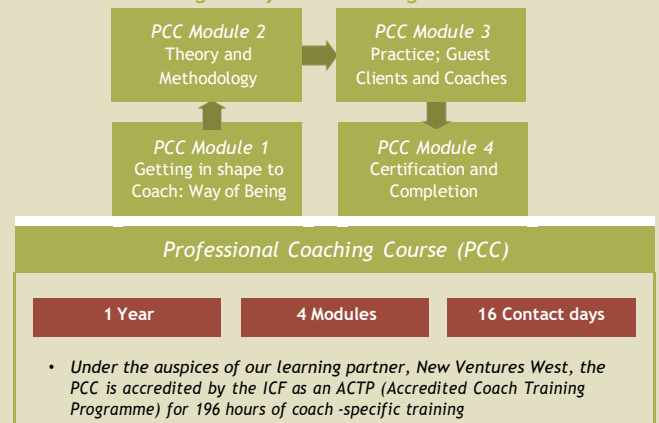 PCC Module 2
Theory and
Methodology
PCC Module 3
Practice; Guest
Clients and Coaches
PCC Module 1
Getting in shape to
Coach: Way of Being
PCC Module 4
Certification and
Completion
Professional Coaching Course (PCC)
1 Year
4 Modules
16 Contact days
• Under the auspices of our learning partner, New Ventures West, the
PCC is accredited by the ICF as an ACTP (Accredited Coach Training
Programme) for 196 hours of coach -specific training